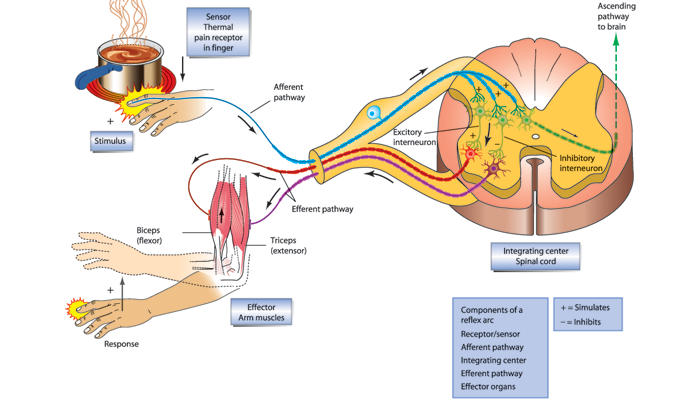 Sensor
Thermal
pain receptor
in finger
Ascending
pathway
to brain
Afferent
pathway
+
Stimulus
+
+
+
+
−
Excitory
interneuron
Inhibitory
interneuron
Efferent pathway
Biceps
(flexor)
Triceps
(extensor)
Integrating center
Spinal cord
+
Effector
Arm muscles
Response
Components of a
reflex arc
Receptor/sensor
Afferent pathway
Integrating center
Efferent pathway
Effector organs
+ = Simulates
− = Inhibits